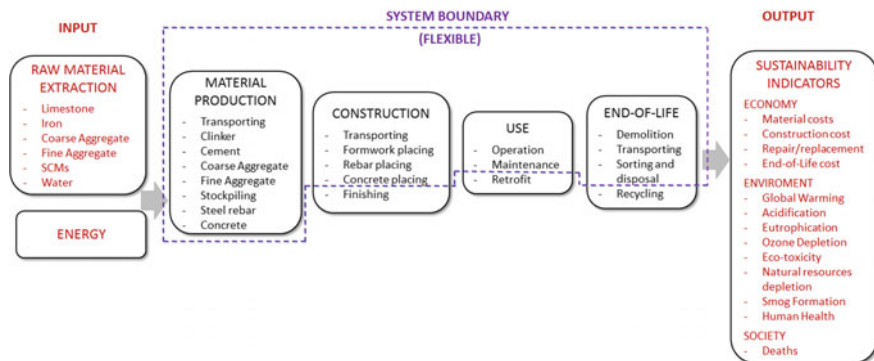 INPUT
SYSTEM BOUNDARY
(FLEXIBLE)
OUTPUT
RAW MATERIAL
EXTRACTION
- Limestone
- Iron
- Coarse Aggregate
- Fine Aggregate
- SCMs
- Water
ENERGY
MATERIAL
PRODUCTION
- Transporting
- Clinker
- Cement
- Coarse Aggregate
- Fine Aggregate
- Stockpiling
- Steel rebar
- Concrete
CONSTRUCTION
- Transporting
- Formwork placing
- Rebar placing
- Concrete placing
- Finishing
USE
- Operation
- Maintenance
- Retrofit
END-OF-LIFE
- Demolition
- Transporting
- Sorting and
disposal
- Recycling
SUSTAINABILITY
INDICATORS
ECONOMY
- Material costs
- Construction cost
- Repair/replacement
- End-of-Life cost
ENVIROMENT
- Global Warming
- Acidification
- Eutrophication
- Ozone Depletion
- Eco-toxicity
- Natural resources
depletion
- Smog Formation
- Human Health
SOCIETY
- Deaths